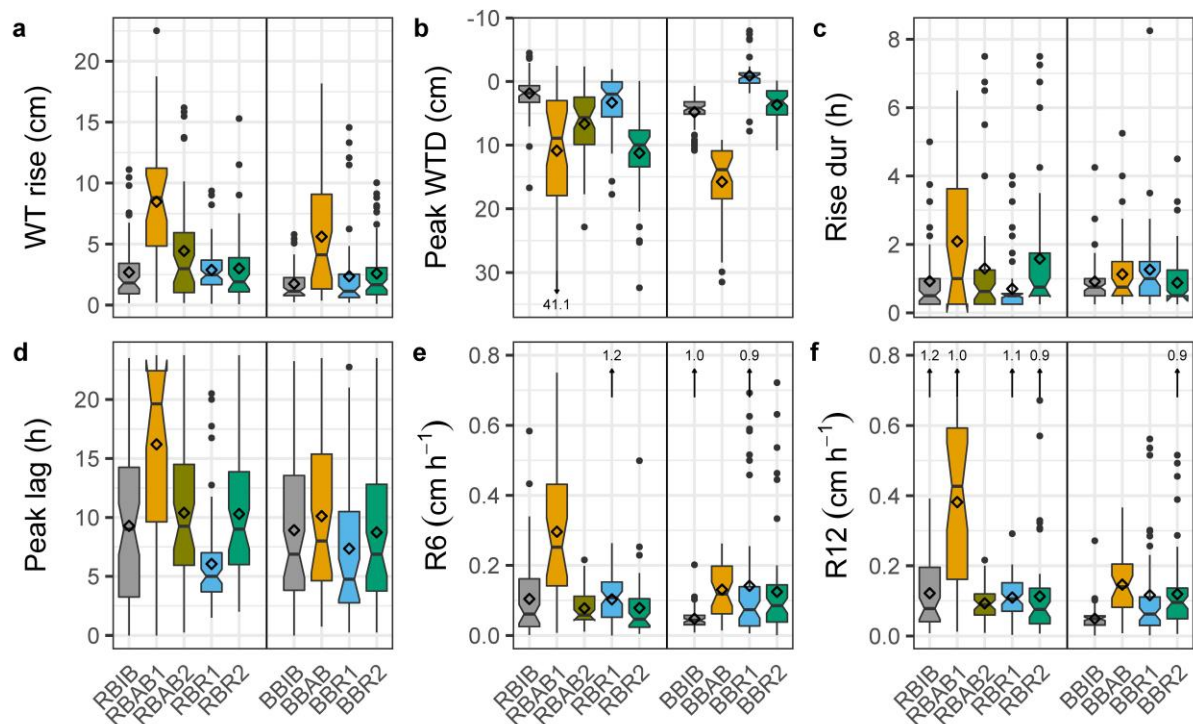 a
WT rise (cm)
20
15
10
5
0
b
Peak WTD (cm)
-10
0
10
20
30
41.1
c
Rise dur (h)
8
6
4
2
0
d
Peak lag (h)
20
15
10
5
0
RBIB
RBAB1
RBAB2
RBR1
RBR2
BBIB
BBAB
BBR1
BBR2
e
R6 (cm h⁻¹)
0.8
0.6
0.4
0.2
0.0
1.2
1.0
0.9
RBIB
RBAB1
RBAB2
RBR1
RBR2
BBIB
BBAB
BBR1
BBR2
f
R12 (cm h⁻¹)
0.8
0.6
0.4
0.2
0.0
1.2
1.0
1.1
0.9
0.9
RBIB
RBAB1
RBAB2
RBR1
RBR2
BBIB
BBAB
BBR1
BBR2